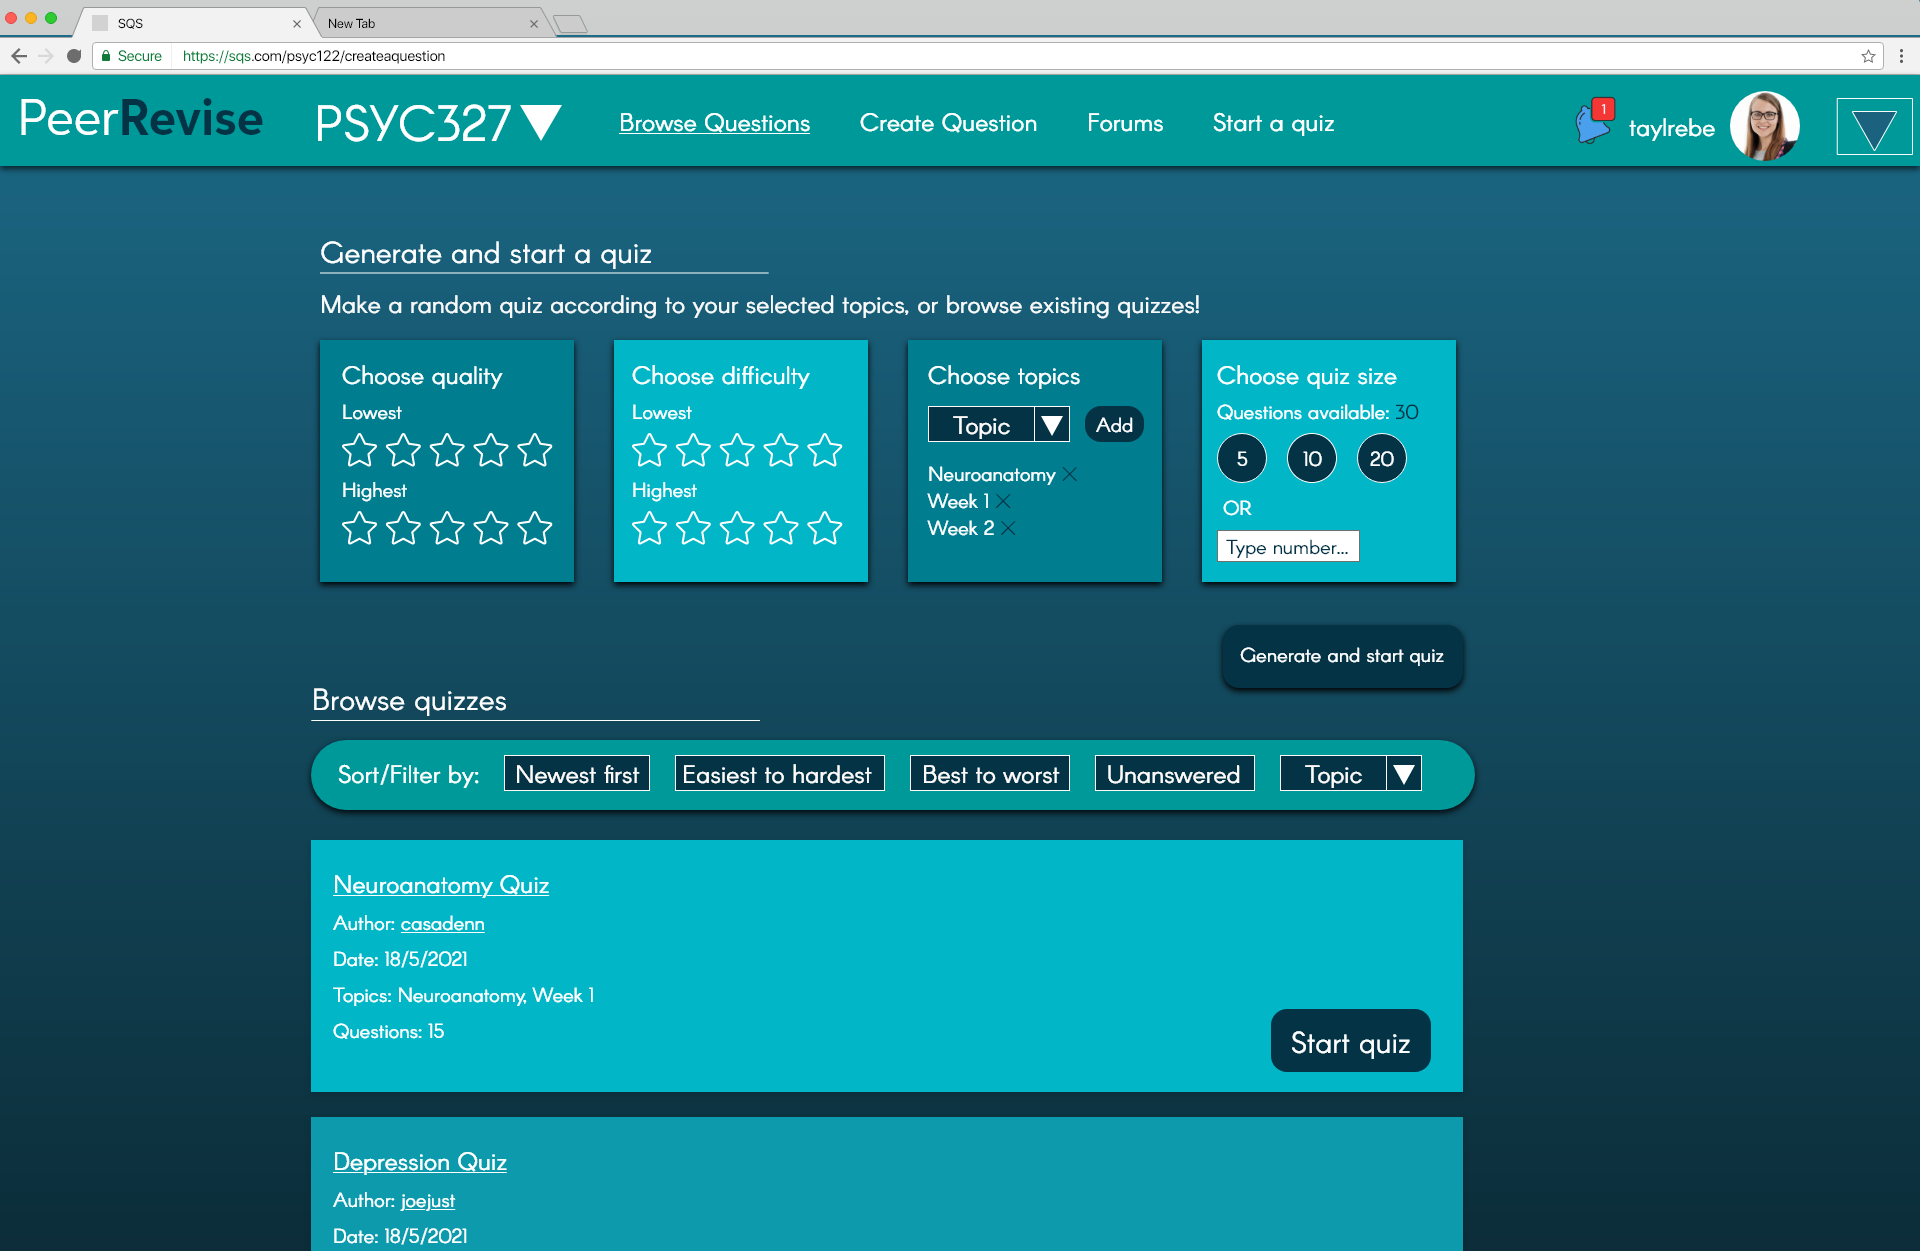 SQS
New Tab
Secure https://sqs.com/psyc122/createaquestion
PeerRevise PSYC327 Browse Questions Create Question Forums Start a quiz 1 taylrebe
Generate and start a quiz
Make a random quiz according to your selected topics, or browse existing quizzes!
Choose quality
Lowest
Highest
Choose difficulty
Lowest
Highest
Choose topics
Topic Add
Neuroanatomy
Week 1
Week 2
Choose quiz size
Questions available: 30
5 10 20
OR
Type number...
Generate and start quiz
Browse quizzes
Sort/Filter by: Newest first Easiest to hardest Best to worst Unanswered Topic
Neuroanatomy Quiz
Author: casadenn
Date: 18/5/2021
Topics: Neuroanatomy, Week 1
Questions: 15
Start quiz
Depression Quiz
Author: joejust
Date: 18/5/2021